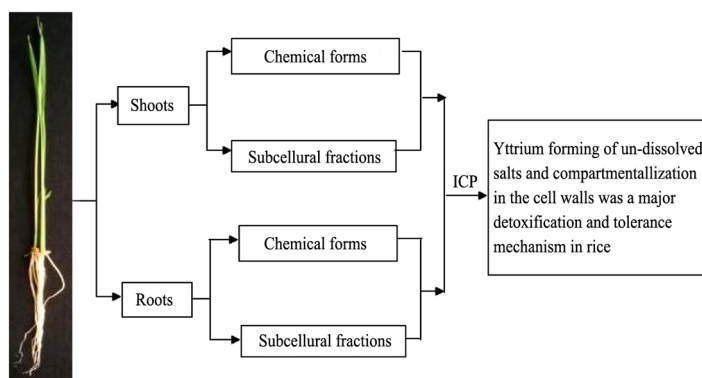 Chemical forms
Shoots
Subcellural fractions
ICP
Yttrium forming of un-dissolved
salts and compartmentallization
in the cell walls was a major
detoxification and tolerance
mechanism in rice
Chemical forms
Roots
Subcellural fractions